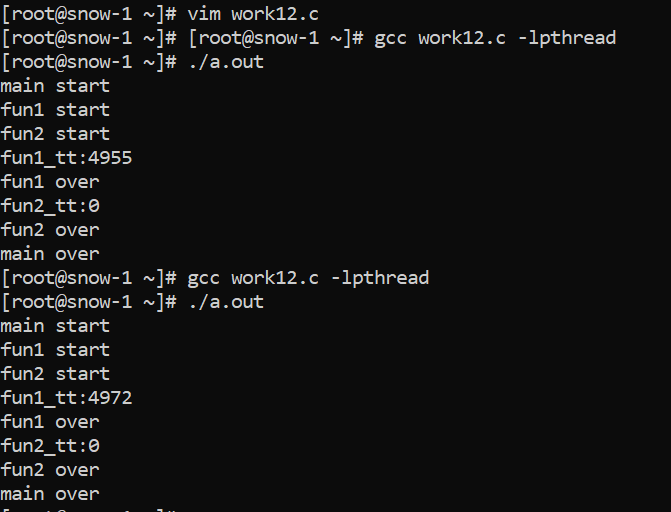 [root@snow-1 ~]# vim work12.c
[root@snow-1 ~]# [root@snow-1 ~]# gcc work12.c -lpthread
[root@snow-1 ~]# ./a.out
main start
fun1 start
fun2 start
fun1_tt:4955
fun1 over
fun2_tt:0
fun2 over
main over
[root@snow-1 ~]# gcc work12.c -lpthread
[root@snow-1 ~]# ./a.out
main start
fun1 start
fun2 start
fun1_tt:4972
fun1 over
fun2_tt:0
fun2 over
main over